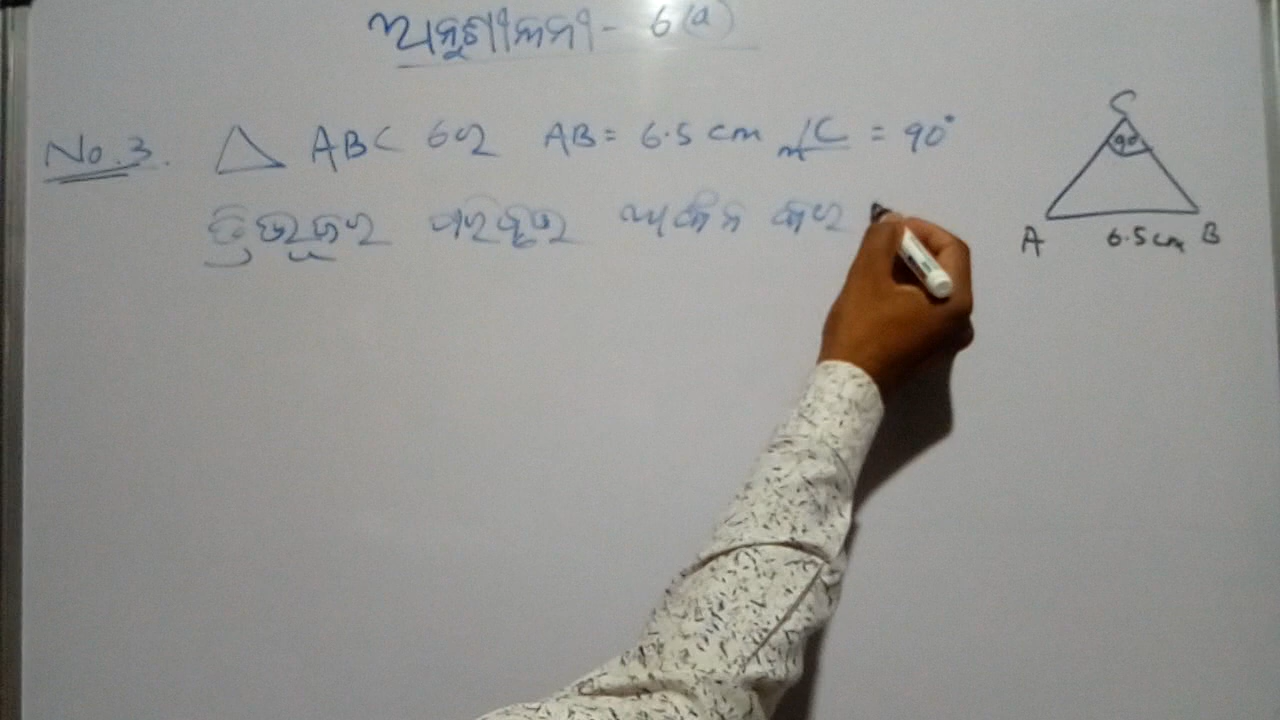 ଅନୁଶୀଳନୀ - 6(a)
No.3. △ ABC ରେ AB = 6.5 cm m∠C = 90°
ତ୍ରିଭୁଜର ପରିବୃତ୍ତ ଅଙ୍କନ କର
C
90°
A 6.5 cm B